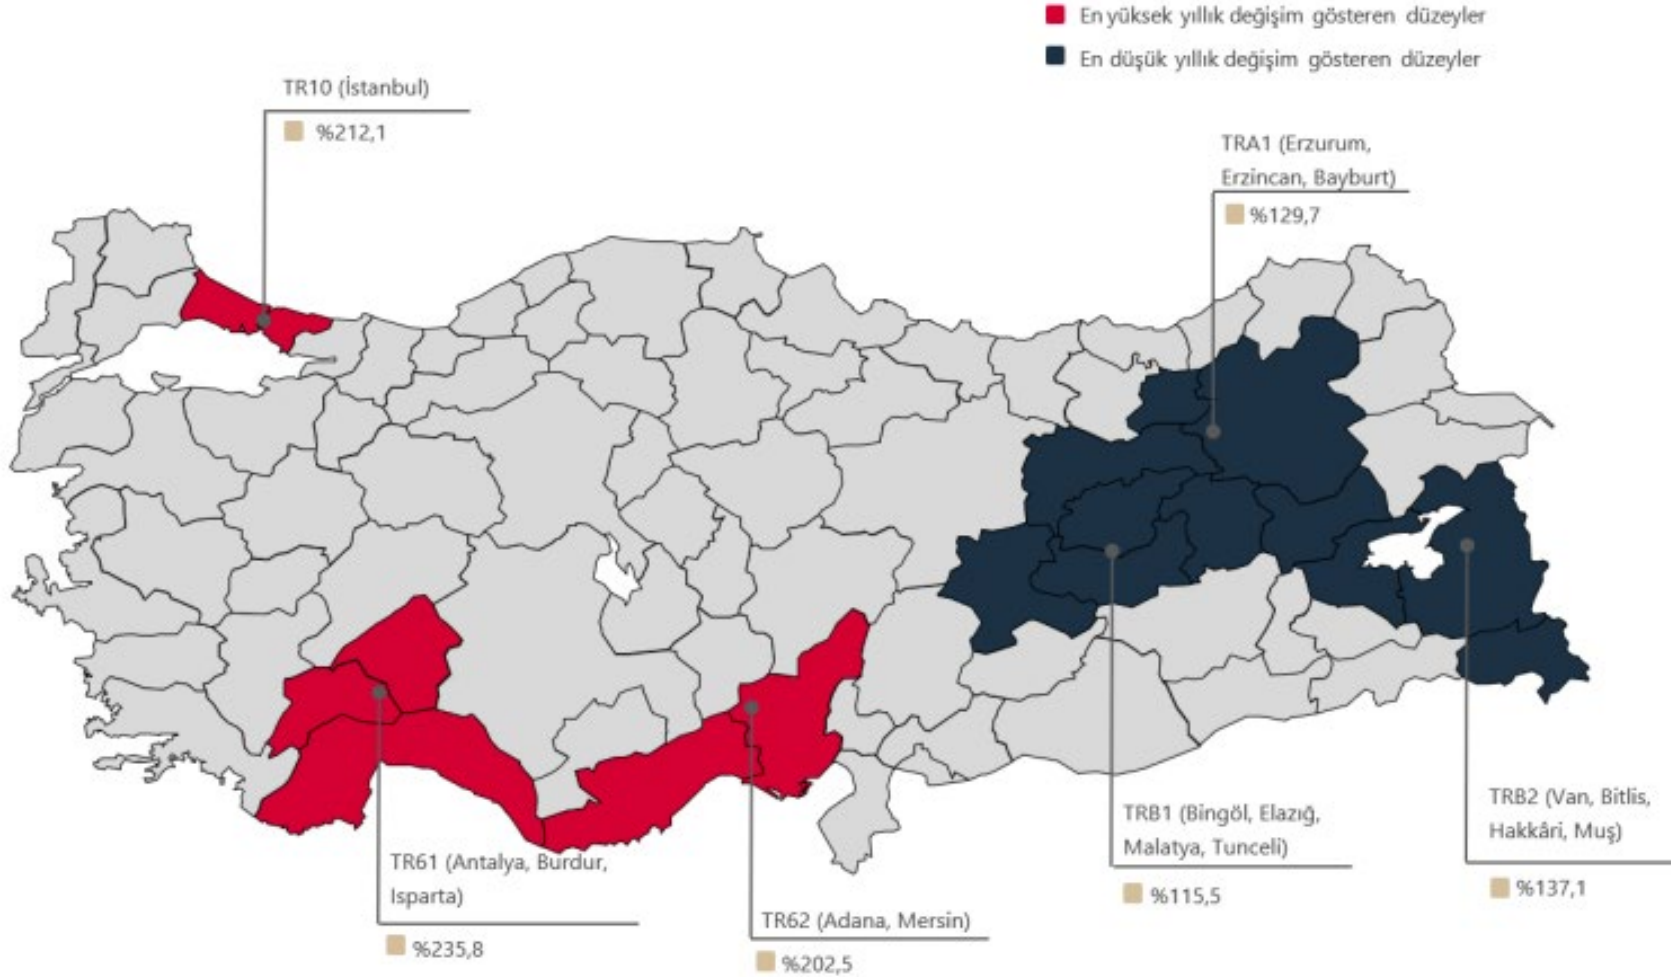 En yüksek yıllık değişim gösteren düzeyler
En düşük yıllık değişim gösteren düzeyler
TR10 (İstanbul)
%212,1
TRA1 (Erzurum,
Erzincan, Bayburt)
%129,7
TRB2 (Van, Bitlis,
Hakkâri, Muş)
%137,1
TRB1 (Bingöl, Elazığ,
Malatya, Tunceli)
%115,5
TR61 (Antalya, Burdur,
Isparta)
%235,8
TR62 (Adana, Mersin)
%202,5